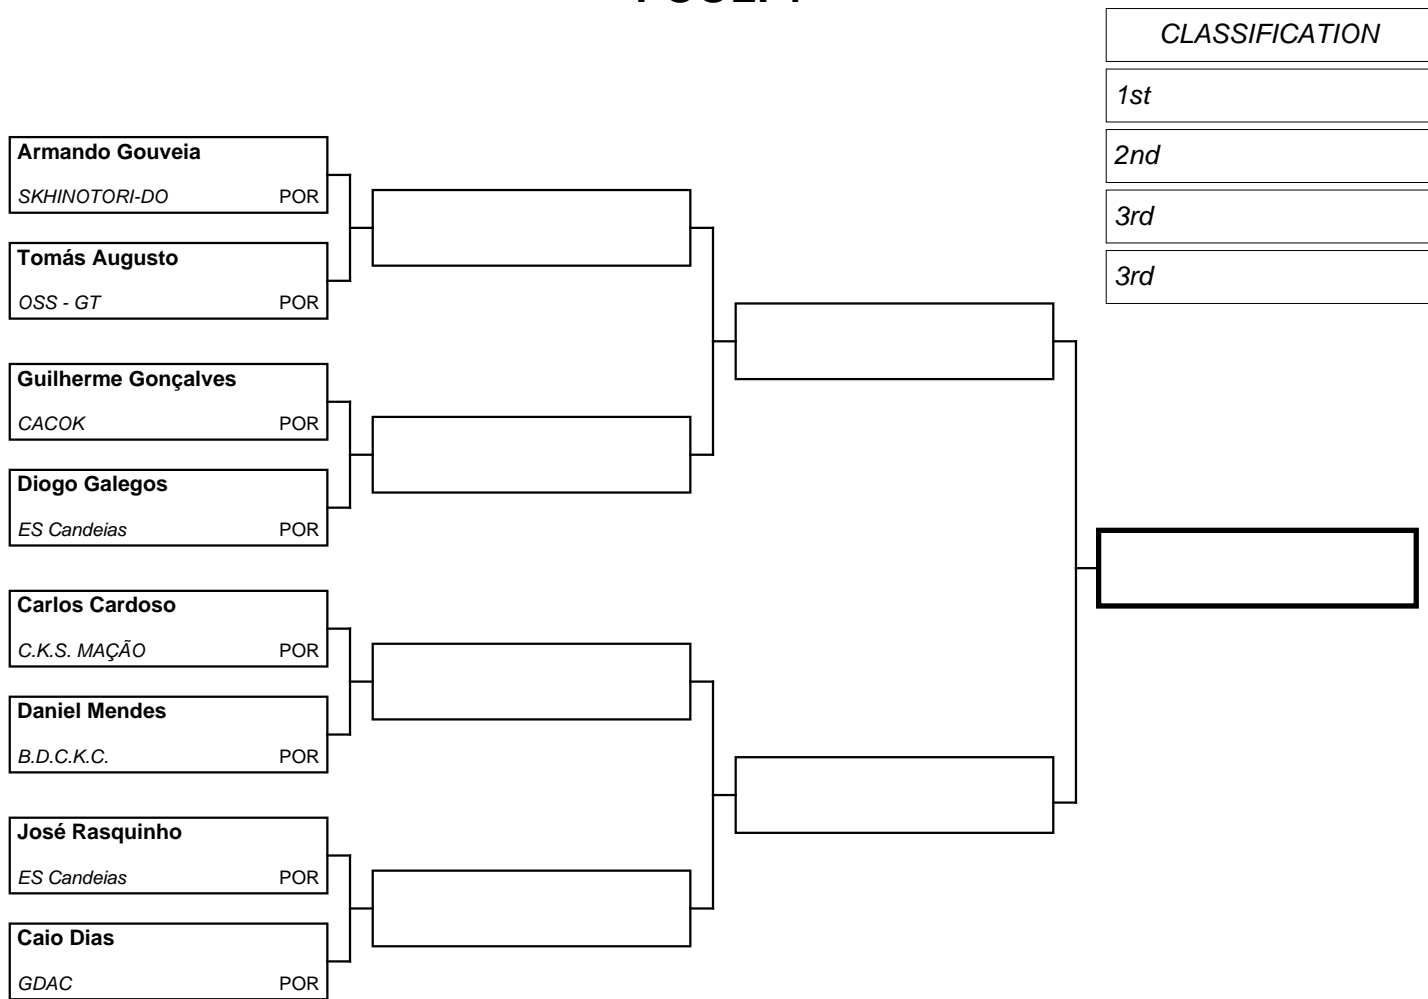 CLASSIFICATION
1st
2nd
3rd
3rd
Armando Gouveia
SKHINOTORI-DO POR
Tomás Augusto
OSS - GT POR
Guilherme Gonçalves
CACOK POR
Diogo Galegos
ES Candeias POR
Carlos Cardoso
C.K.S. MAÇÃO POR
Daniel Mendes
B.D.C.K.C. POR
José Rasquinho
ES Candeias POR
Caio Dias
GDAC POR